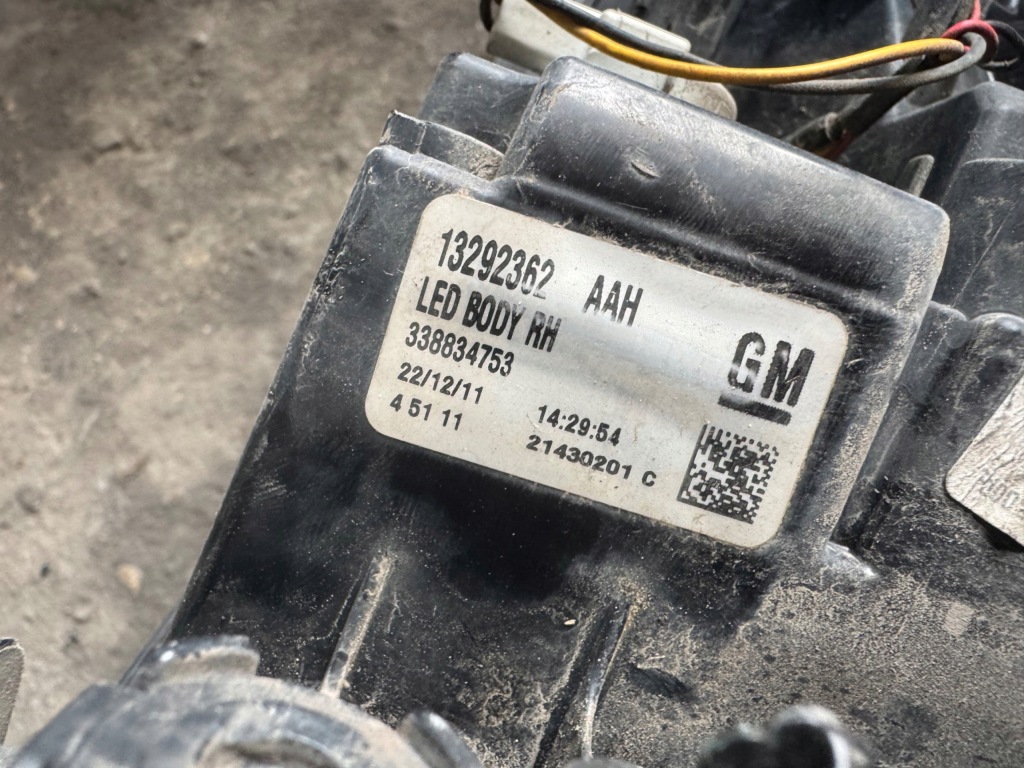 13292362 AAH
LED BODY RH
338834753
GM
22/12/11 14:29:54
4 51 11 21430201 C